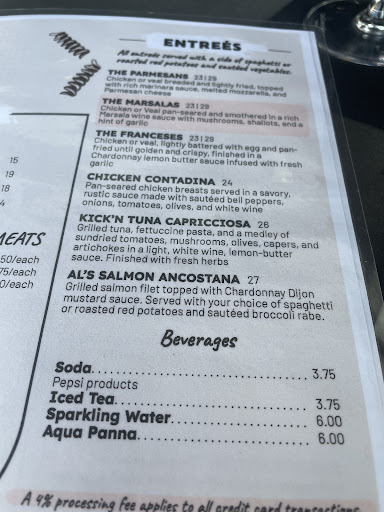 ENTREÉS
All entreés served with a side of spaghetti or
roasted red potatoes and sautéed vegetables.
THE PARMESANS 23|29
Chicken or veal breaded and lightly fried, topped
with rich marinara sauce, melted mozzarella, and
Parmesan cheese
THE MARSALAS 23|29
Chicken or Veal pan-seared and smothered in a rich
Marsala wine sauce with mushrooms, shallots, and a
hint of garlic
THE FRANCESES 23|29
Chicken or veal, lightly battered with egg and pan-
fried until golden and crispy, finished in a
Chardonnay lemon butter sauce infused with fresh
garlic
CHICKEN CONTADINA 24
Pan-seared chicken breasts served in a savory,
rustic sauce made with sautéed bell peppers,
onions, tomatoes, olives, and white wine
KICK'N TUNA CAPRICCIOSA 26
Grilled tuna, fettuccine pasta, and a medley of
sundried tomatoes, mushrooms, olives, capers, and
artichokes in a light, white wine, lemon-butter
sauce. Finished with fresh herbs
AL'S SALMON ANCOSTANA 27
Grilled salmon filet topped with Chardonnay Dijon
mustard sauce. Served with your choice of spaghetti
or roasted red potatoes and sautéed broccoli rabe.
15
19
18
4
MEATS
50/each
75/each
0/each
Beverages
Soda 3.75
Pepsi products
Iced Tea 3.75
Sparkling Water 6.00
Aqua Panna 6.00
A 4% processing fee applies to all credit card transactions